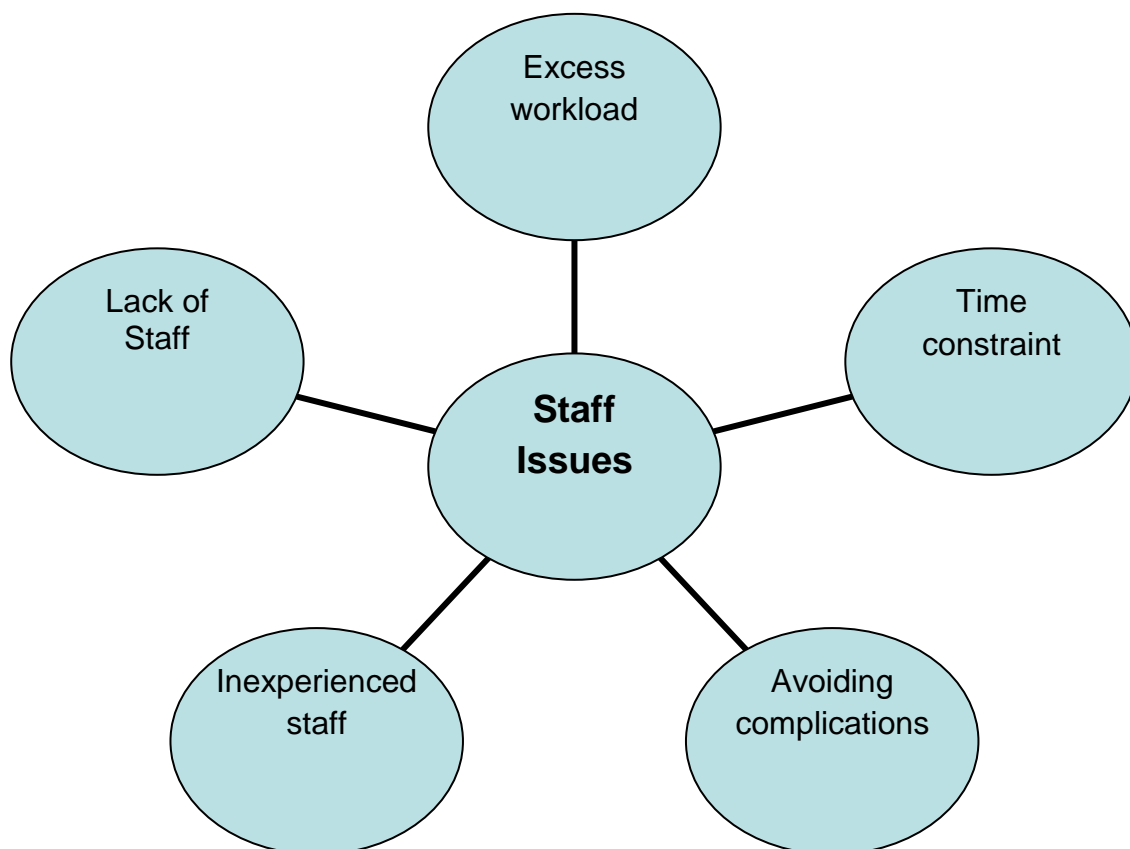 Excess
workload
Lack of
Staff
Time
constraint
Staff
Issues
Inexperienced
staff
Avoiding
complications